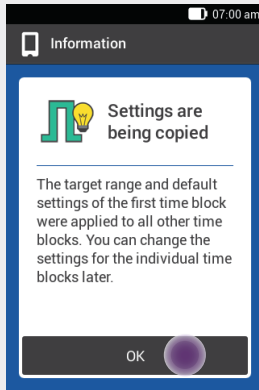 07:00 am
Information
Settings are
being copied
The target range and default
settings of the first time block
were applied to all other time
blocks. You can change the
settings for the individual time
blocks later.
OK